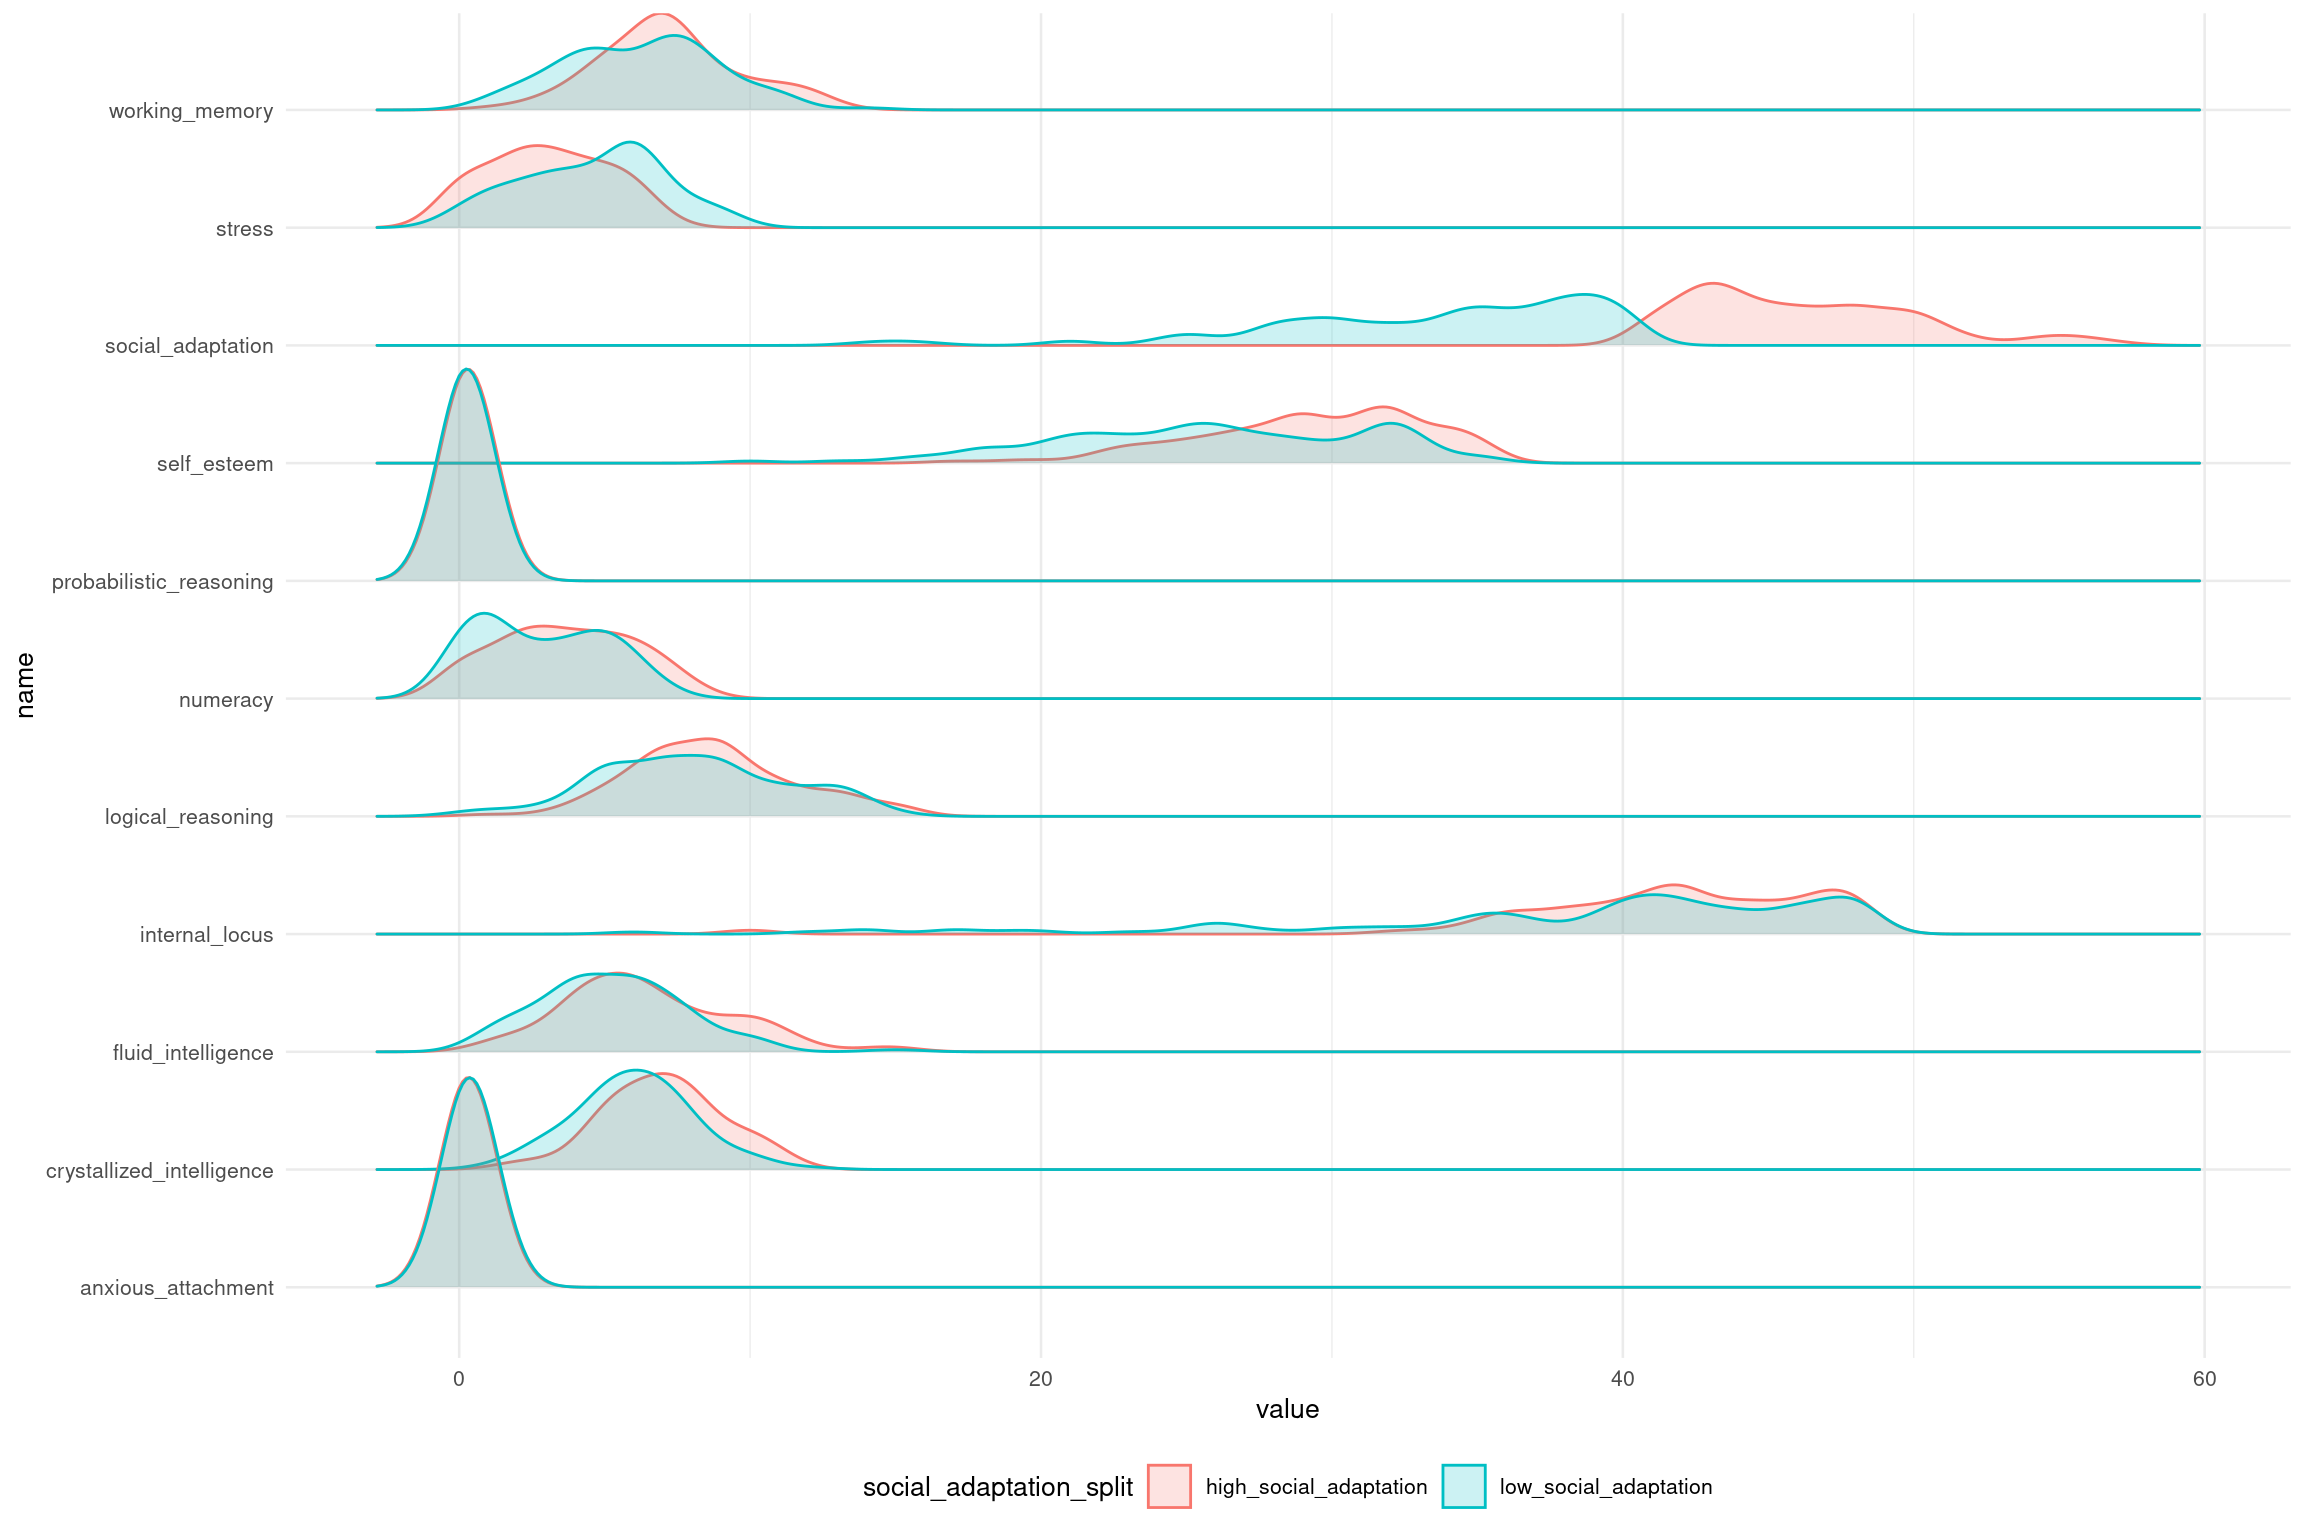 working_memory
stress
social_adaptation
self_esteem
probabilistic_reasoning
numeracy
logical_reasoning
internal_locus
fluid_intelligence
crystallized_intelligence
anxious_attachment
name
0 20 40 60
value
social_adaptation_split high_social_adaptation low_social_adaptation